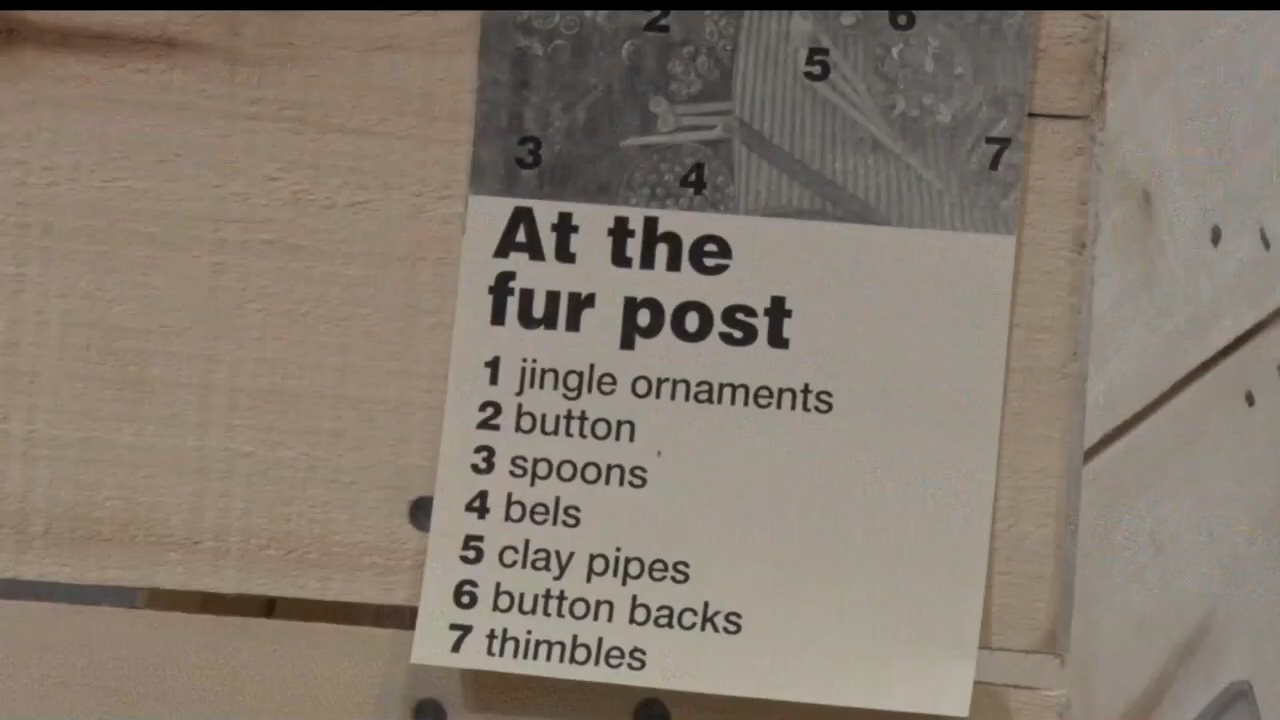 2
6
5
3
4
7
At the
fur post
1 jingle ornaments
2 button
3 spoons
4 bels
5 clay pipes
6 button backs
7 thimbles